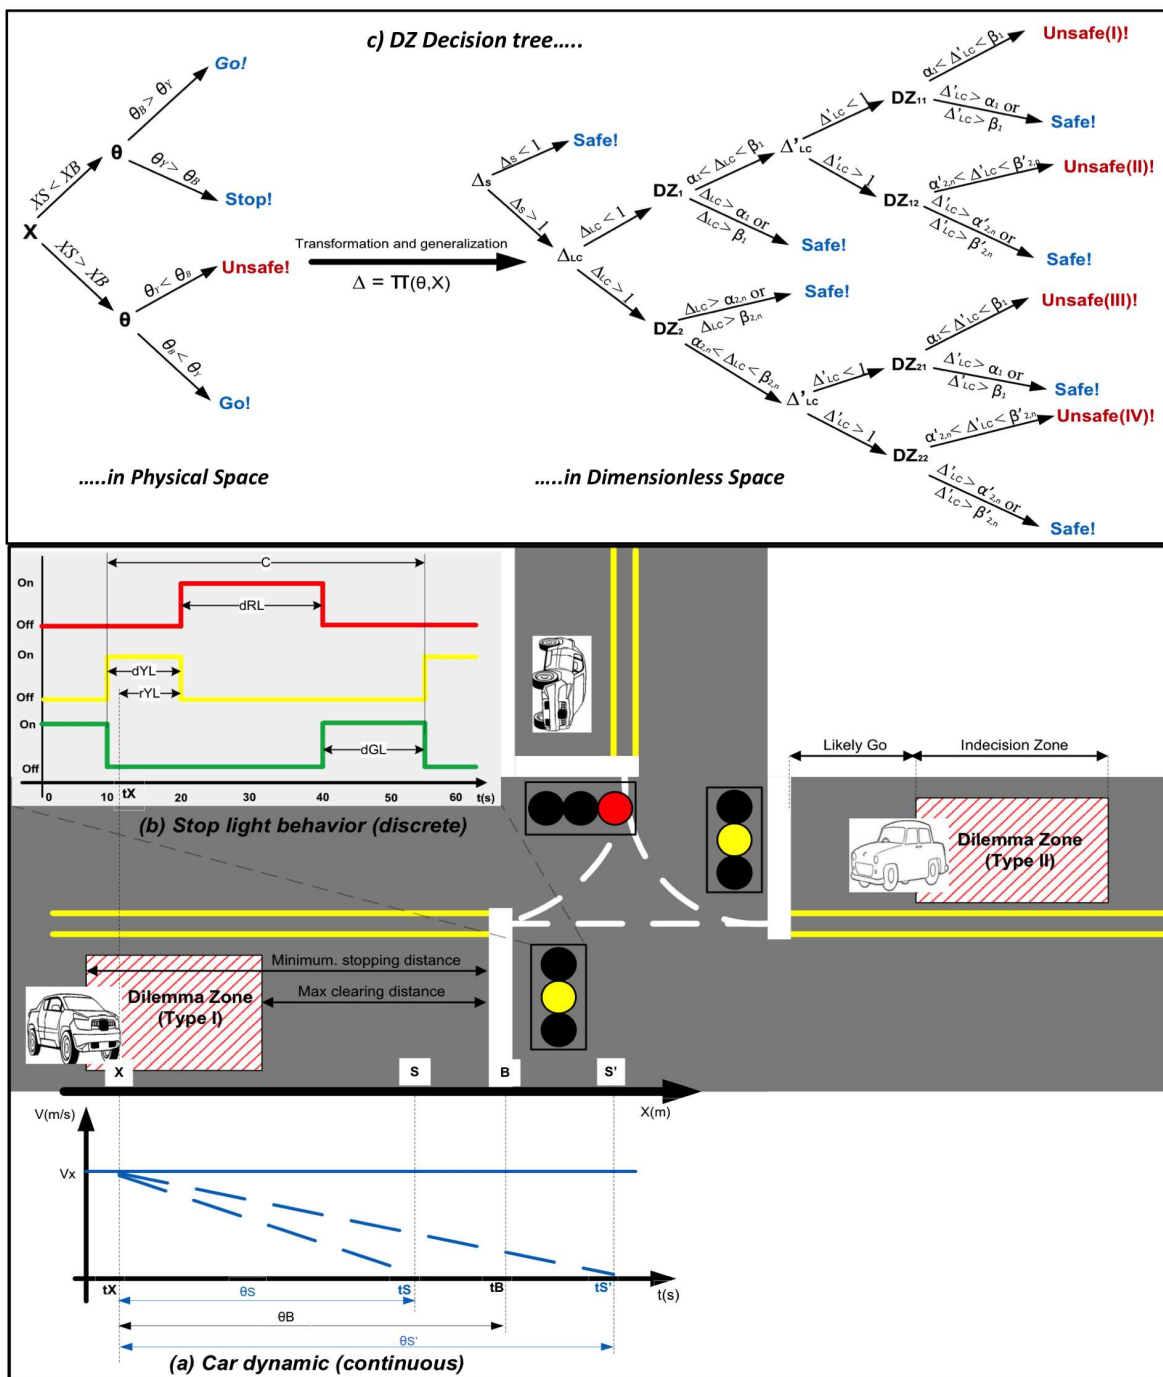 c) DZ Decision tree.....
Go!
θB > θY
θ
XS < XB
θY > θB
Stop!
X
XS > XB
Unsafe!
θY < θB
θ
θB < θY
Go!
.....in Physical Space
Transformation and generalization
Δ = π(θ,X)
Δs
Δs < 1
Safe!
Δs > 1
ΔLC
ΔLC < 1
DZ1
α1 < ΔLC < β1
ΔLC > α1 or
ΔLC > β1
Safe!
Δ'LC
Δ'LC < 1
DZ11
α1 < Δ'LC < β1
Unsafe(I)!
Δ'LC > α1 or
Δ'LC > β1
Safe!
Δ'LC > 1
DZ12
α'2,n < Δ'LC < β'2,n
Unsafe(II)!
Δ'LC > α'2,n or
Δ'LC > β'2,n
Safe!
ΔLC > 1
DZ2
ΔLC > α2,n or
ΔLC > β2,n
Safe!
α2,n < ΔLC < β2,n
Δ'LC
Δ'LC < 1
DZ21
α1 < Δ'LC < β1
Unsafe(III)!
Δ'LC > α1 or
Δ'LC > β1
Safe!
Δ'LC > 1
DZ22
α'2,n < Δ'LC < β'2,n
Unsafe(IV)!
Δ'LC > α'2,n or
Δ'LC > β'2,n
Safe!
.....in Dimensionless Space
C
On
dRL
Off
On
dYL
rYL
Off
On
dGL
Off
0 10 tX 20 30 40 50 60 t(s)
(b) Stop light behavior (discrete)
Likely Go
Indecision Zone
Dilemma Zone
(Type II)
Minimum. stopping distance
Max clearing distance
Dilemma Zone
(Type I)
X S B S'
X(m)
V(m/s)
Vx
tX tS tB tS' t(s)
θS
θB
θS'
(a) Car dynamic (continuous)